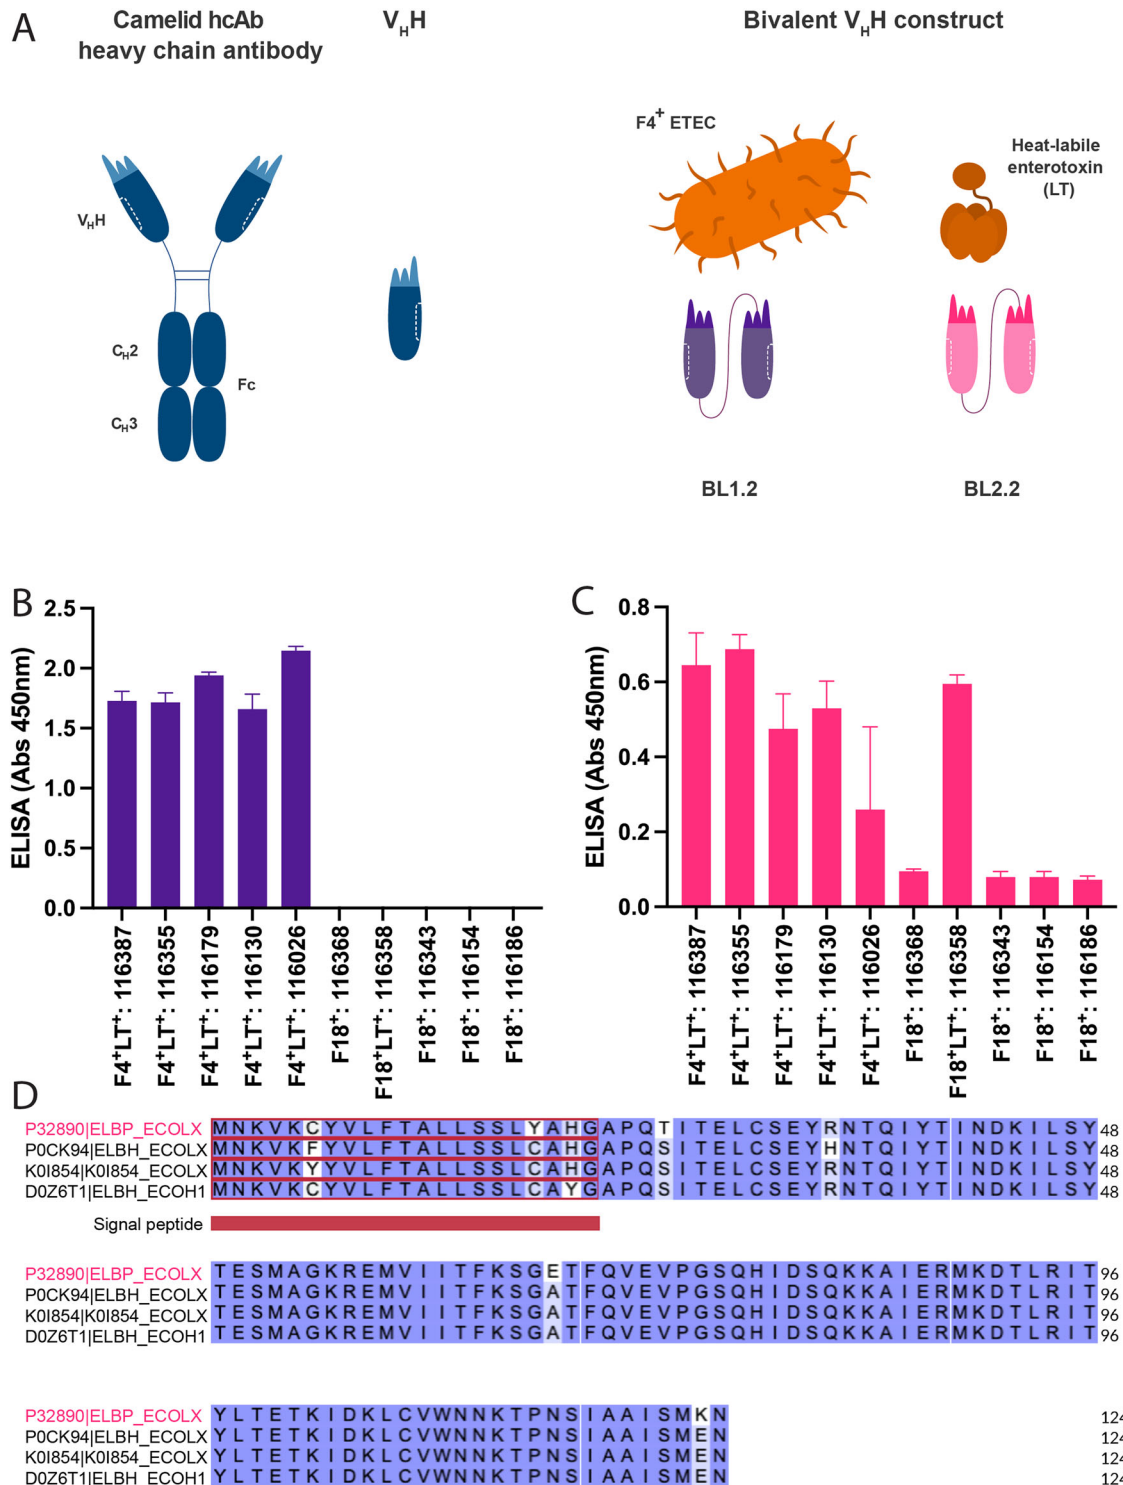 A
Camelid hcAb
heavy chain antibody
VHH
Bivalent VHH construct
F4+ ETEC
Heat-labile
enterotoxin
(LT)
VHH
CH2
Fc
CH3
BL1.2
BL2.2
B
ELISA (Abs 450nm)
2.5
2.0
1.5
1.0
0.5
0.0
F4+LT+: 116387
F4+LT+: 116355
F4+LT+: 116179
F4+LT+: 116130
F4+LT+: 116026
F18+: 116368
F18+LT+: 116358
F18+: 116343
F18+: 116154
F18+: 116186
C
ELISA (Abs 450nm)
0.8
0.6
0.4
0.2
0.0
F4+LT+: 116387
F4+LT+: 116355
F4+LT+: 116179
F4+LT+: 116130
F4+LT+: 116026
F18+: 116368
F18+LT+: 116358
F18+: 116343
F18+: 116154
F18+: 116186
D
P32890|ELBP_ECOLX MNKVKCYVLFTALLSSLYAHGAPQTITELCSEYRNTQIYTINDKILSY 48
P0CK94|ELBH_ECOLX MNKVKFYVLFTALLSSLCAHGAPQSITELCSEYHNTQIYTINDKILSY 48
K0I854|K0I854_ECOLX MNKVKYYVLFTALLSSLCAHGAPQSITELCSEYRNTQIYTINDKILSY 48
D0Z6T1|ELBH_ECOH1 MNKVKCYVLFTALLSSLCAYGAPQSITELCSEYRNTQIYTINDKILSY 48
Signal peptide
P32890|ELBP_ECOLX TESMAGKREMVIITFKSGETFQVEVPGSQHIDSQKKAIERMKDTLRIT 96
P0CK94|ELBH_ECOLX TESMAGKREMVIITFKSGATFQVEVPGSQHIDSQKKAIERMKDTLRIT 96
K0I854|K0I854_ECOLX TESMAGKREMVIITFKSGATFQVEVPGSQHIDSQKKAIERMKDTLRIT 96
D0Z6T1|ELBH_ECOH1 TESMAGKREMVIITFKSGATFQVEVPGSQHIDSQKKAIERMKDTLRIT 96
P32890|ELBP_ECOLX YLTETKIDKLCVWNNKTPNSIAAISMKN 124
P0CK94|ELBH_ECOLX YLTETKIDKLCVWNNKTPNSIAAISMEN 124
K0I854|K0I854_ECOLX YLTETKIDKLCVWNNKTPNSIAAISMEN 124
D0Z6T1|ELBH_ECOH1 YLTETKIDKLCVWNNKTPNSIAAISMEN 124